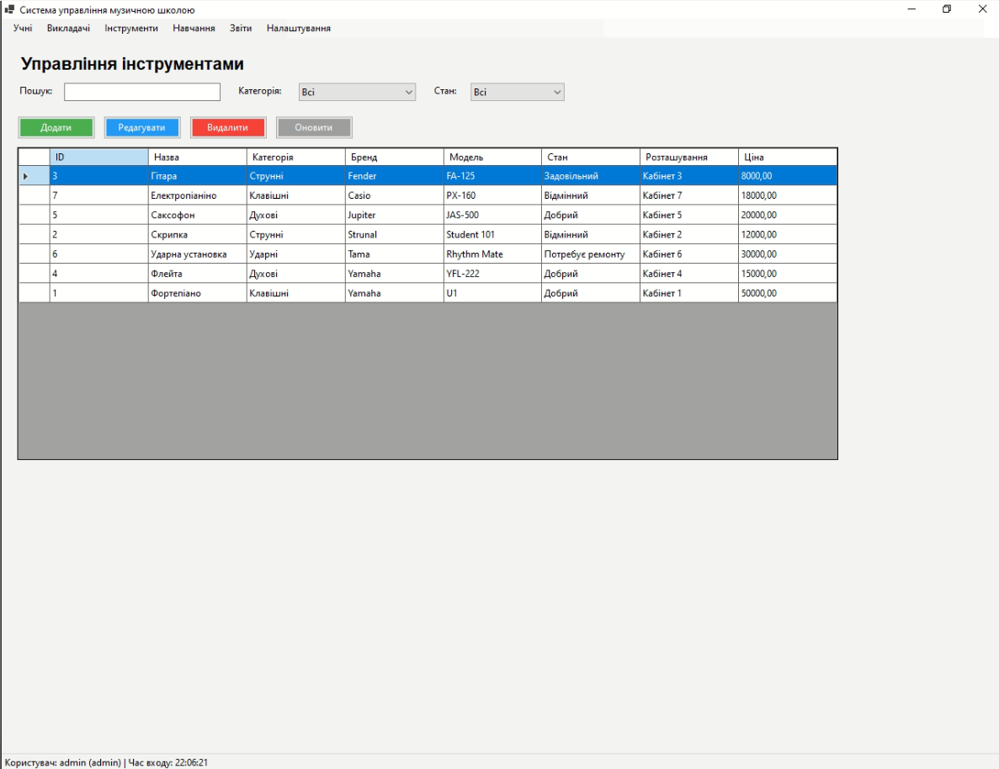 Система управління музичною школою
Учні Викладачі Інструменти Навчання Звіти Налаштування
Управління інструментами
Пошук: Категорія: Всі Стан: Всі
Додати Редагувати Видалити Оновити
ID Назва Категорія Бренд Модель Стан Розташування Ціна
3 Гітара Струнні Fender FA-125 Задовільний Кабінет 3 8000,00
7 Електропіаніно Клавішні Casio PX-160 Відмінний Кабінет 7 18000,00
5 Саксофон Духові Jupiter JAS-500 Добрий Кабінет 5 20000,00
2 Скрипка Струнні Strunal Student 101 Відмінний Кабінет 2 12000,00
6 Ударна установка Ударні Tama Rhythm Mate Потребує ремонту Кабінет 6 30000,00
4 Флейта Духові Yamaha YFL-222 Добрий Кабінет 4 15000,00
1 Фортепіано Клавішні Yamaha U1 Добрий Кабінет 1 50000,00
Користувач: admin (admin) | Час входу: 22:06:21